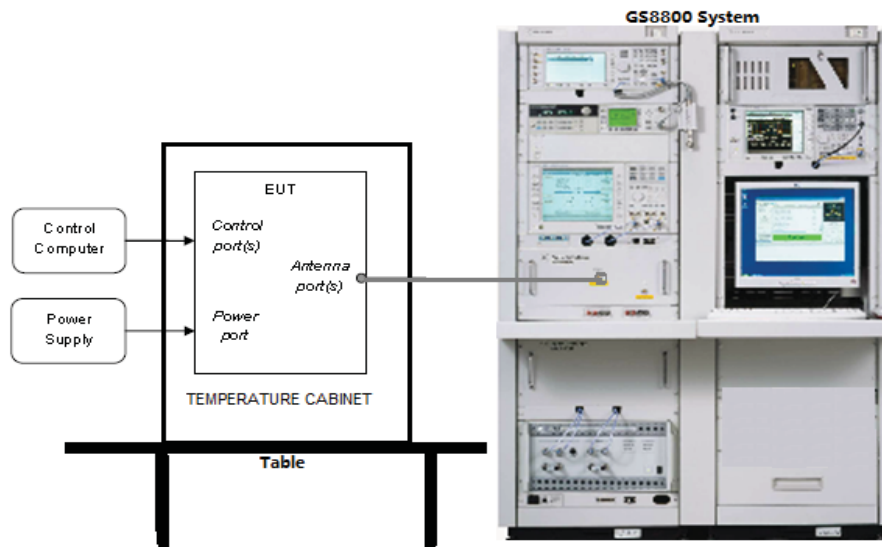 GS8800 System
EUT
Control
Computer
Control
port(s)
Antenna
port(s)
Power
Supply
Power
port
TEMPERATURE CABINET
Table